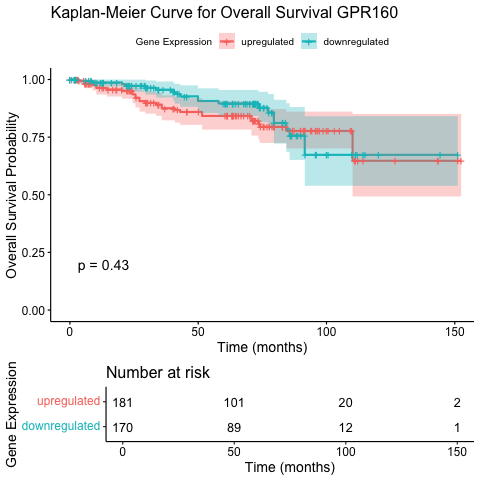 Kaplan-Meier Curve for Overall Survival GPR160
Gene Expression upregulated downregulated
Overall Survival Probability
1.00
0.75
0.50
0.25
0.00
p = 0.43
0 50 100 150
Time (months)
Number at risk
Gene Expression
upregulated 181 101 20 2
downregulated 170 89 12 1
0 50 100 150
Time (months)